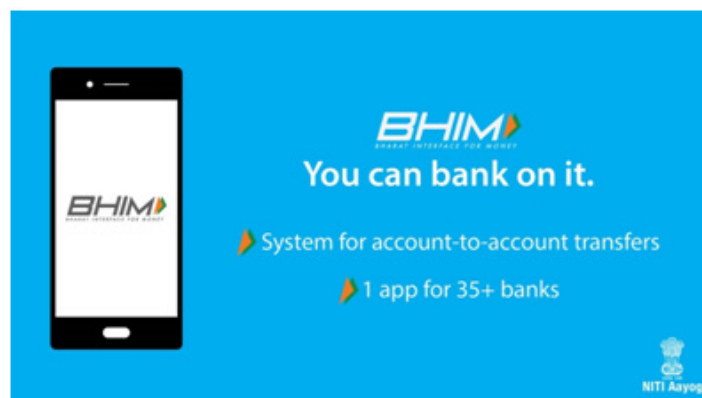 BHIM
BHARAT INTERFACE FOR MONEY
BHIM
BHARAT INTERFACE FOR MONEY
You can bank on it.
System for account-to-account transfers
1 app for 35+ banks
NITI Aayog